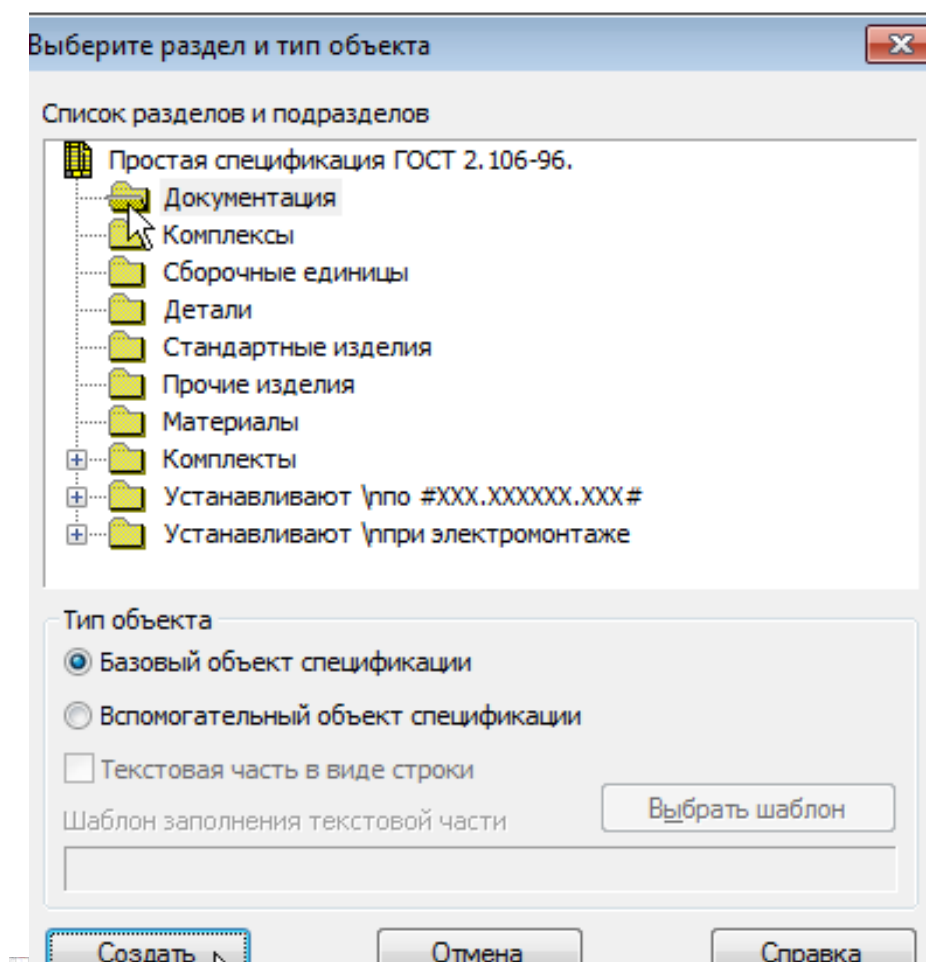 Выберите раздел и тип объекта
Список разделов и подразделов
Простая спецификация ГОСТ 2.106-96.
Документация
Комплексы
Сборочные единицы
Детали
Стандартные изделия
Прочие изделия
Материалы
Комплекты
Устанавливают \nпо #XXX.XXXXXX.XXX#
Устанавливают \nпри электромонтаже
Тип объекта
Базовый объект спецификации
Вспомогательный объект спецификации
Текстовая часть в виде строки
Шаблон заполнения текстовой части Выбрать шаблон
Создать Отмена Справка